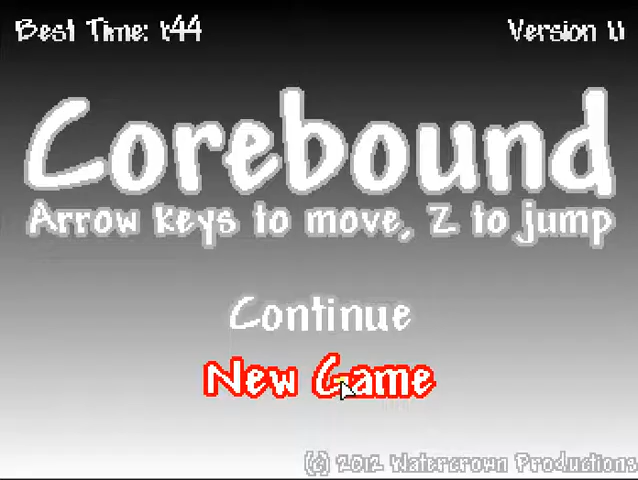 Best Time: 1:44
Version 1.1
Corebound
Arrow keys to move, Z to jump
Continue
New Game
(c) 2012 Watercrown Productions